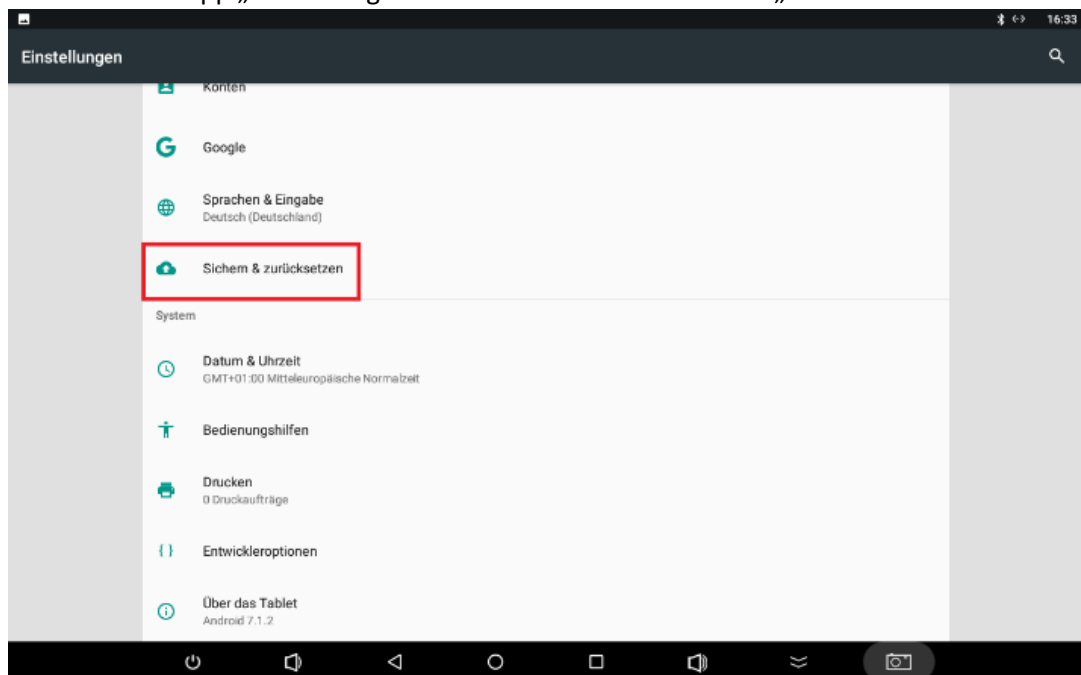 16:33
Einstellungen
Konten
Google
Sprachen & Eingabe
Deutsch (Deutschland)
Sichern & zurücksetzen
System
Datum & Uhrzeit
GMT+01:00 Mitteleuropäische Normalzeit
Bedienungshilfen
Drucken
0 Druckaufträge
{ } Entwickleroptionen
Über das Tablet
Android 7.1.2